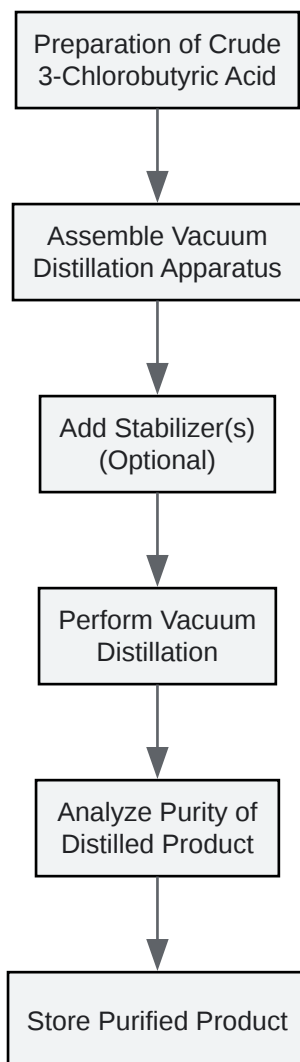 Preparation of Crude
3-Chlorobutyric Acid
Assemble Vacuum
Distillation Apparatus
Add Stabilizer(s)
(Optional)
Perform Vacuum
Distillation
Analyze Purity of
Distilled Product
Store Purified Product